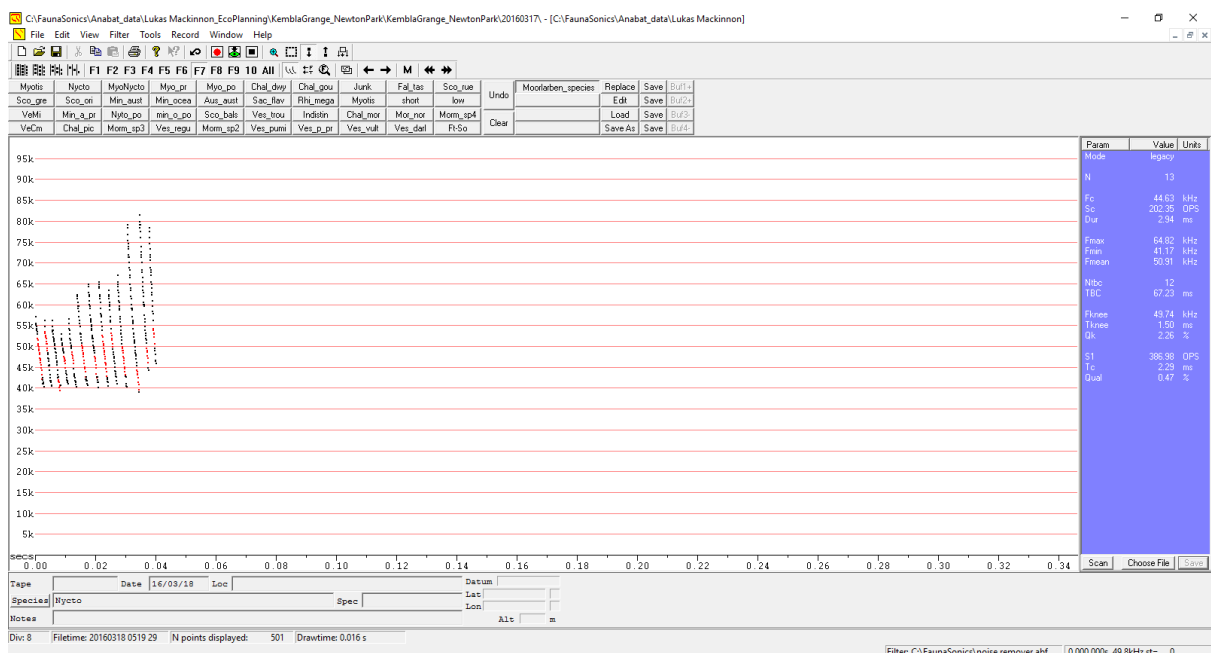 C:\FaunaSonics\Anabat_data\Lukas Mackinnon_EcoPlanning\KemblaGrange_NewtonPark\KemblaGrange_NewtonPark\20160317\ - [C:\FaunaSonics\Anabat_data\Lukas Mackinnon]
File Edit View Filter Tools Record Window Help
F1 F2 F3 F4 F5 F6 F7 F8 F9 10 All M
Myotis Nycto MyoNycto Myo_pr Myo_po Chal_dwy Chal_gou Junk Fal_tas Sco_rue Undo Moorlarben_species Replace Save Buf1+
Sco_gre Sco_ori Min_aust Min_ocea Aus_aust Sac_flav Rhi_mega Myotis short low Edit Save Buf2+
VeMi Min_a_pr Nyto_po min_o_po Sco_bals Ves_trou Indistin Chal_mor Mor_nor Morm_sp4 Clear Load Save Buf3-
VeCm Chal_pic Morm_sp3 Ves_regu Morm_sp2 Ves_pumi Ves_p_pr Ves_vult Ves_darl Ft-So Save As Save Buf4-
Param Value Units
Mode legacy
N 13
Fc 44.63 kHz
Sc 202.35 OPS
Dur 2.94 ms
Fmax 64.82 kHz
Fmin 41.17 kHz
Fmean 50.91 kHz
Ntbc 12
TBC 67.23 ms
Fknee 49.74 kHz
Tknee 1.50 ms
Qk 2.26 %
S1 386.98 OPS
Tc 2.29 ms
Qual 0.47 %
95k
90k
85k
80k
75k
70k
65k
60k
55k
50k
45k
40k
35k
30k
25k
20k
15k
10k
5k
secs
0.00 0.02 0.04 0.06 0.08 0.10 0.12 0.14 0.16 0.18 0.20 0.22 0.24 0.26 0.28 0.30 0.32 0.34
Scan Choose File Save
Tape Date 16/03/18 Loc Datum
Species Nycto Spec Lat
Lon
Notes Alt m
Div: 8 Filetime: 20160318 0519 29 N points displayed: 501 Drawtime: 0.016 s
Filter: C:\FaunaSonics\noise remover.abf 0.000,000s, 49.8kHz st= 0